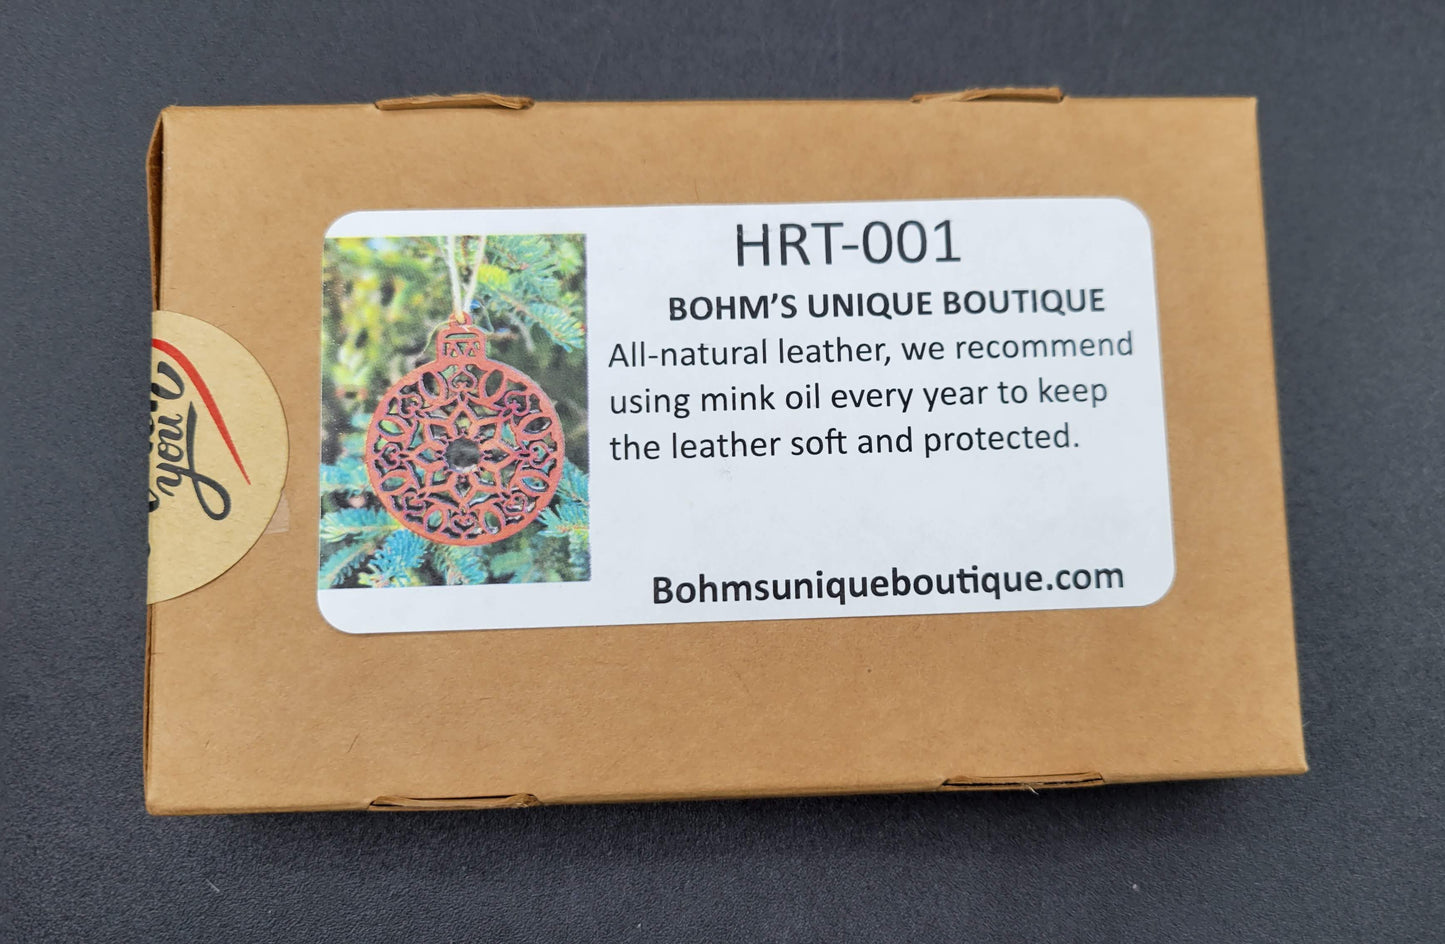 HRT-001
BOHM'S UNIQUE BOUTIQUE
All-natural leather, we recommend
using mink oil every year to keep
the leather soft and protected.
Bohmsuniqueboutique.com
you